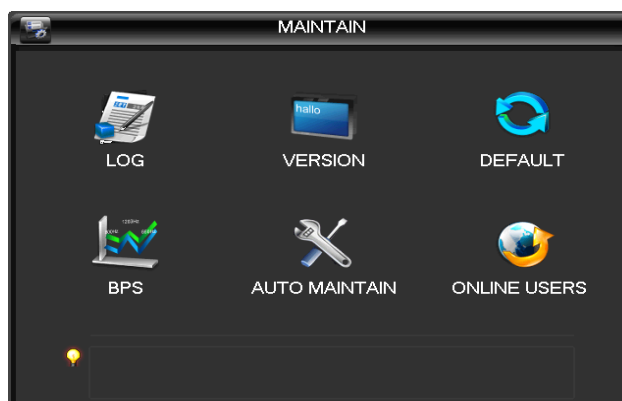 MAINTAIN
hallo
LOG
VERSION
DEFAULT
BPS
AUTO MAINTAIN
ONLINE USERS